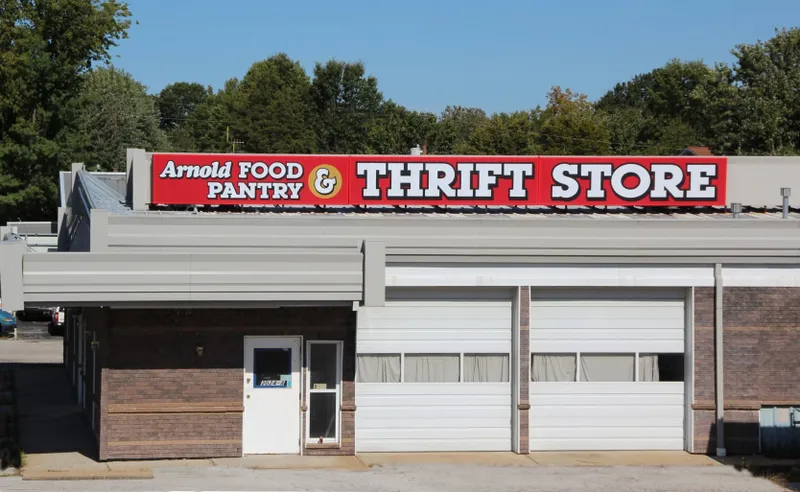 Arnold FOOD
PANTRY & THRIFT STORE